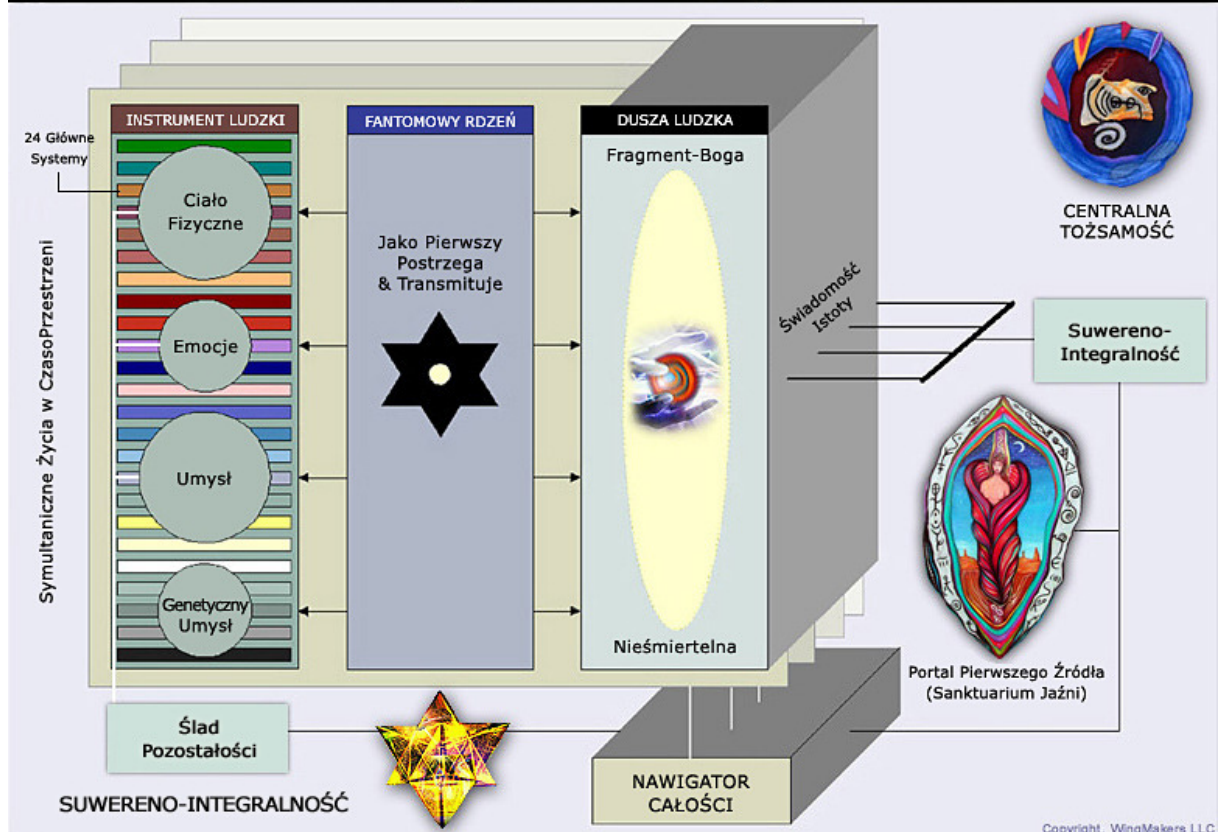 INSTRUMENT LUDZKI
FANTOMOWY RDZEŃ
DUSZA LUDZKA
24 Główne
Systemy
Ciało
Fizyczne
Emocje
Umysł
Genetyczny
Umysł
Symultaniczne Życia w CzasoPrzestrzeni
Jako Pierwszy
Postrzega
& Transmituje
Fragment-Boga
Nieśmiertelna
Świadomość
Istoty
CENTRALNA
TOŻSAMOŚĆ
Suwereno-
Integralność
Portal Pierwszego Źródła
(Sanktuarium Jaźni)
Ślad
Pozostałości
SUWERENO-INTEGRALNOŚĆ
NAWIGATOR
CAŁOŚCI
Copyright, WingMakers LLC